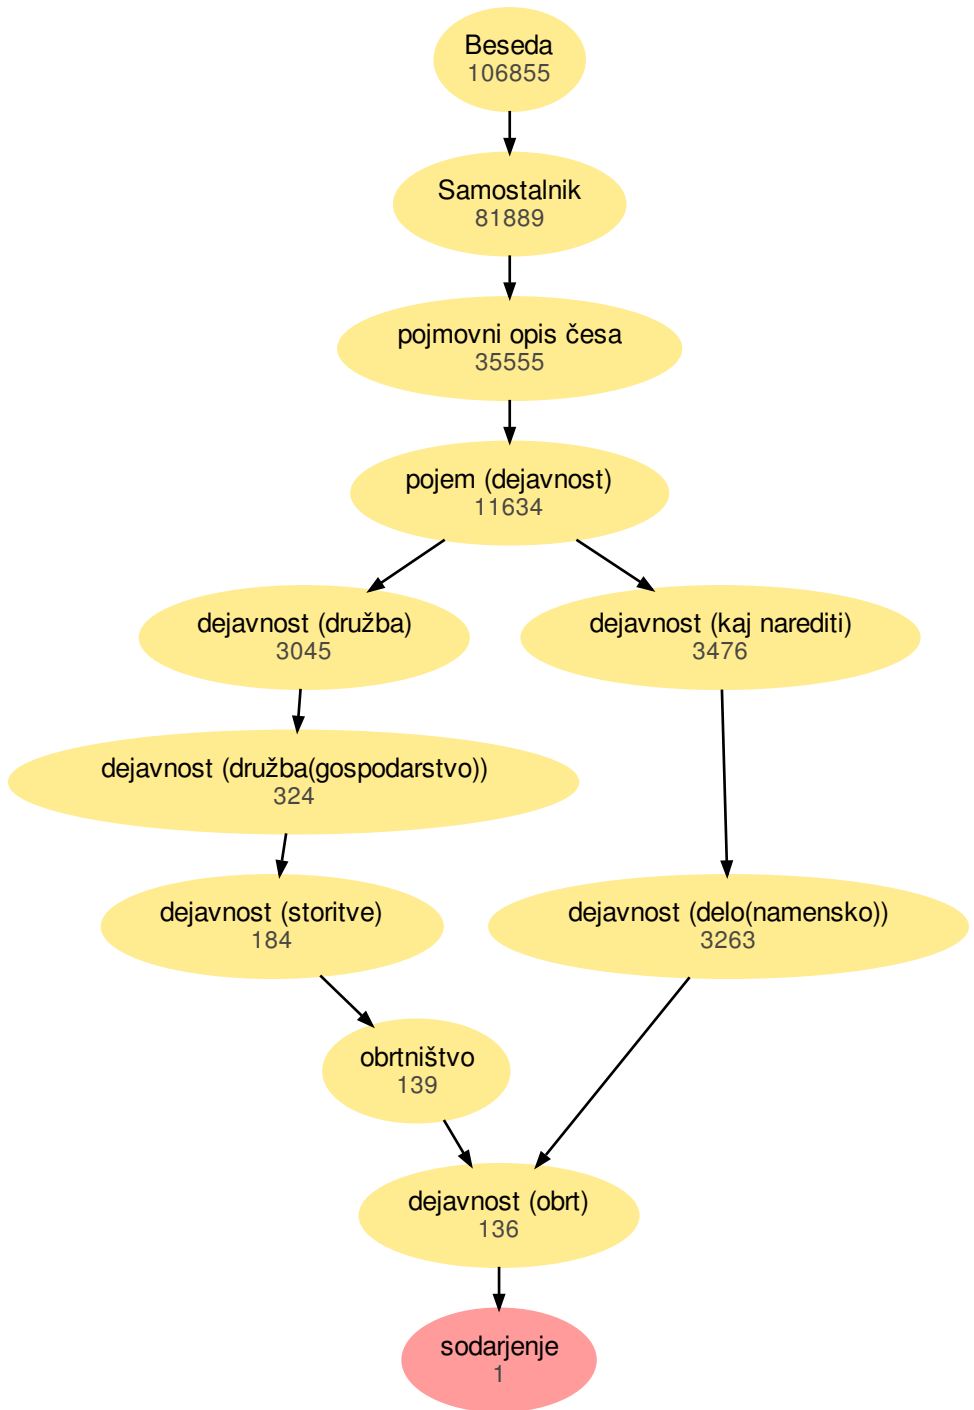 Beseda
106855
Samostalnik
81889
pojmovni opis česa
35555
pojem (dejavnost)
11634
dejavnost (družba)
3045
dejavnost (kaj narediti)
3476
dejavnost (družba(gospodarstvo))
324
dejavnost (storitve)
184
dejavnost (delo(namensko))
3263
obrtništvo
139
dejavnost (obrt)
136
sodarjenje
1